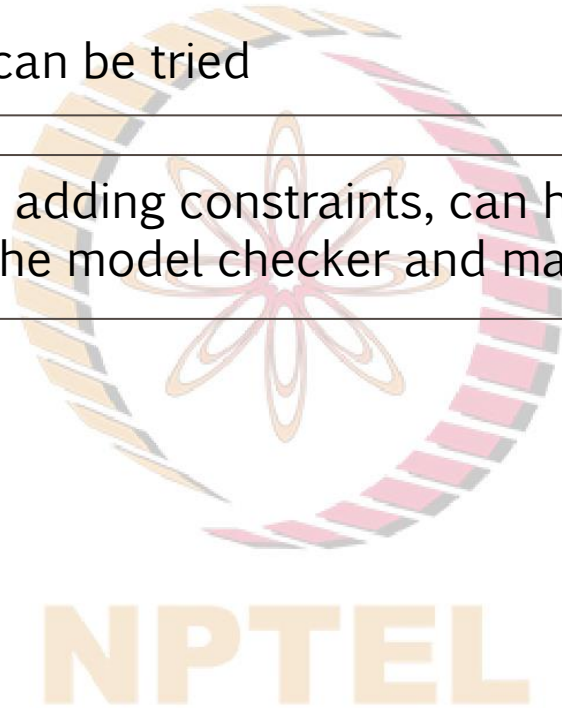 can be tried
adding constraints, can h
he model checker and ma
NPTEL